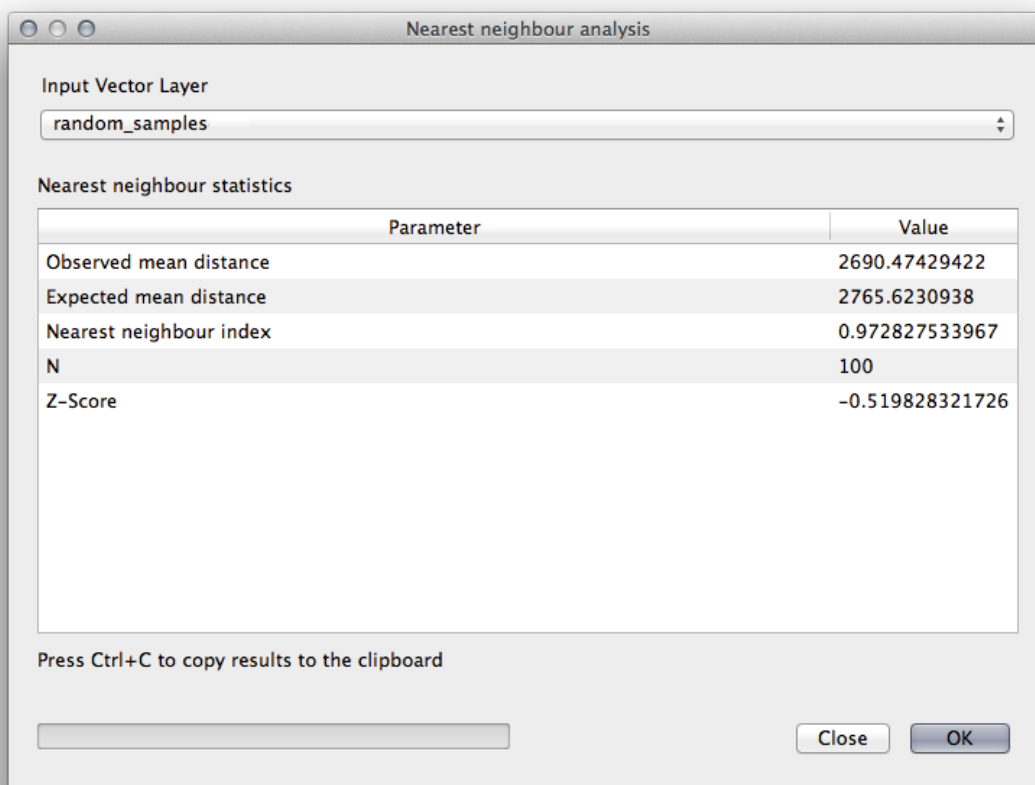 Nearest neighbour analysis
Input Vector Layer
random_samples
Nearest neighbour statistics
Parameter Value
Observed mean distance 2690.47429422
Expected mean distance 2765.6230938
Nearest neighbour index 0.972827533967
N 100
Z-Score -0.519828321726
Press Ctrl+C to copy results to the clipboard
Close OK